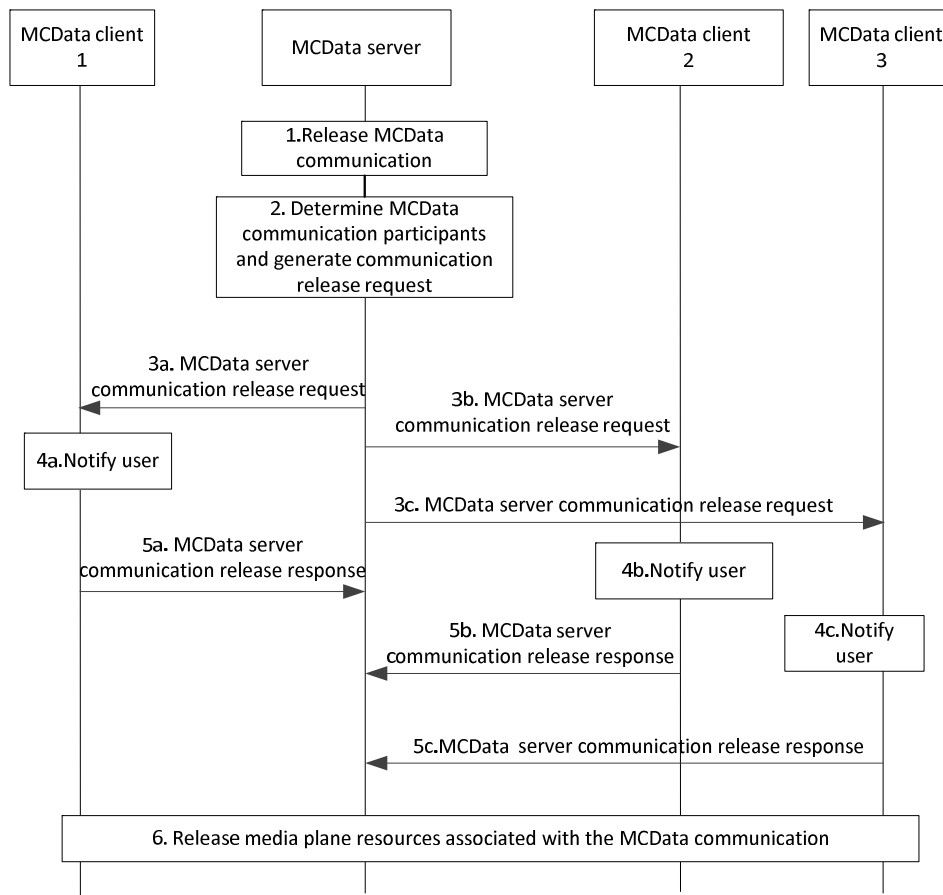 MCData client
1
MCData server
MCData client
2
MCData client
3
1.Release MCData
communication
2. Determine MCData
communication participants
and generate communication
release request
3a. MCData server
communication release request
3b. MCData server
communication release request
4a.Notify user
3c. MCData server communication release request
5a. MCData server
communication release response
4b.Notify user
4c.Notify
user
5b. MCData server
communication release response
5c.MCData server communication release response
6. Release media plane resources associated with the MCData communication